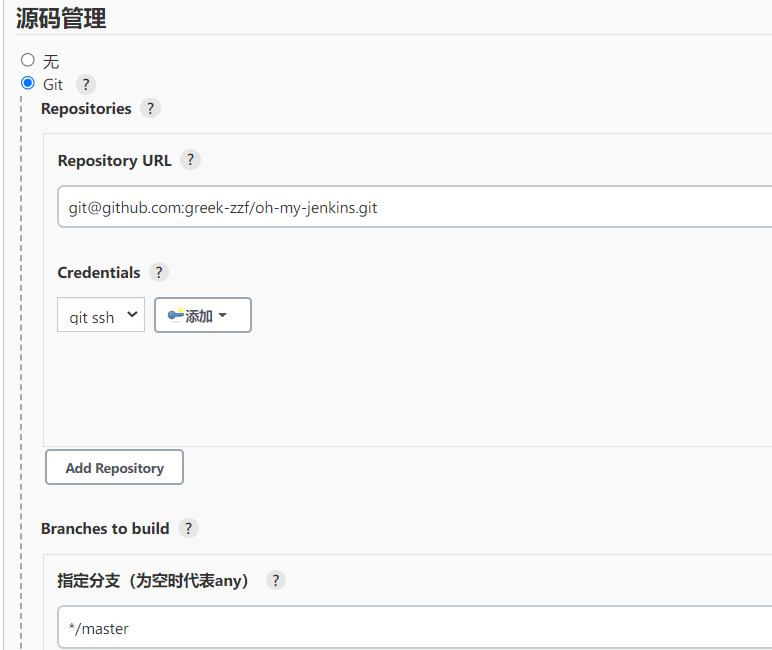 源码管理
无
Git ?
Repositories ?
Repository URL ?
git@github.com:greek-zzf/oh-my-jenkins.git
Credentials ?
git ssh 添加
Add Repository
Branches to build ?
指定分支（为空时代表any） ?
*/master